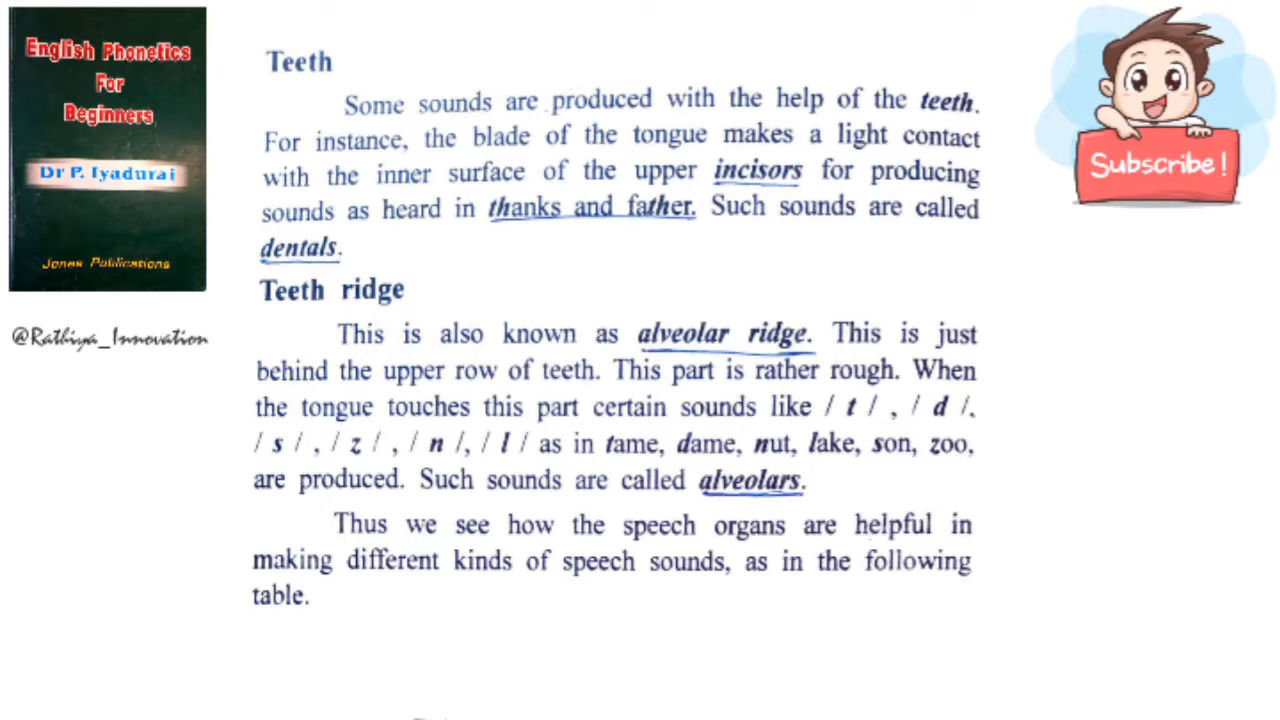 English Phonetics
For
Beginners
Dr P. Iyadurai
Jones Publications
@Rathiya_Innovation
Subscribe!
Teeth
Some sounds are produced with the help of the teeth.
For instance, the blade of the tongue makes a light contact
with the inner surface of the upper incisors for producing
sounds as heard in thanks and father. Such sounds are called
dentals.
Teeth ridge
This is also known as alveolar ridge. This is just
behind the upper row of teeth. This part is rather rough. When
the tongue touches this part certain sounds like / t / , / d /,
/ s / , / z / , / n /, / l / as in tame, dame, nut, lake, son, zoo,
are produced. Such sounds are called alveolars.
Thus we see how the speech organs are helpful in
making different kinds of speech sounds, as in the following
table.